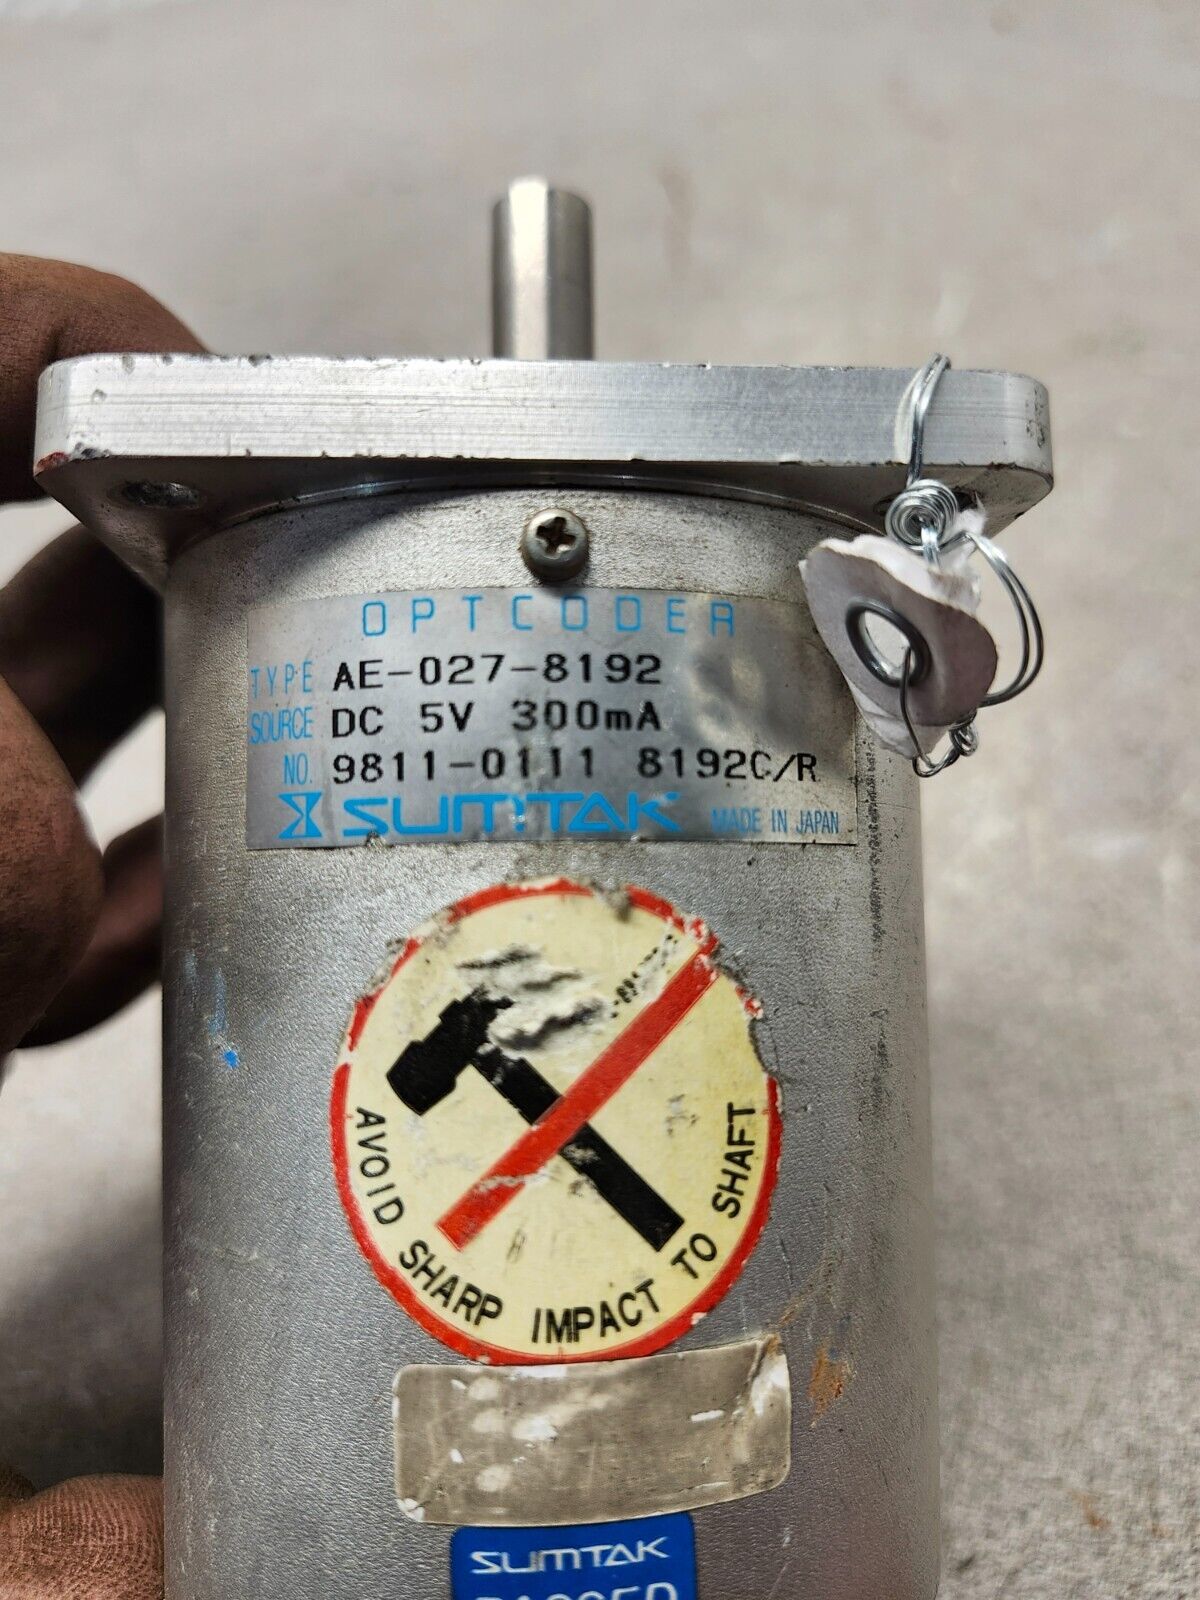 OPTCODER
TYPE AE-027-8192
SOURCE DC 5V 300mA
NO. 9811-0111 8192C/R
SUMTAK MADE IN JAPAN
AVOID SHARP IMPACT TO SHAFT
SUMTAK
PASSED